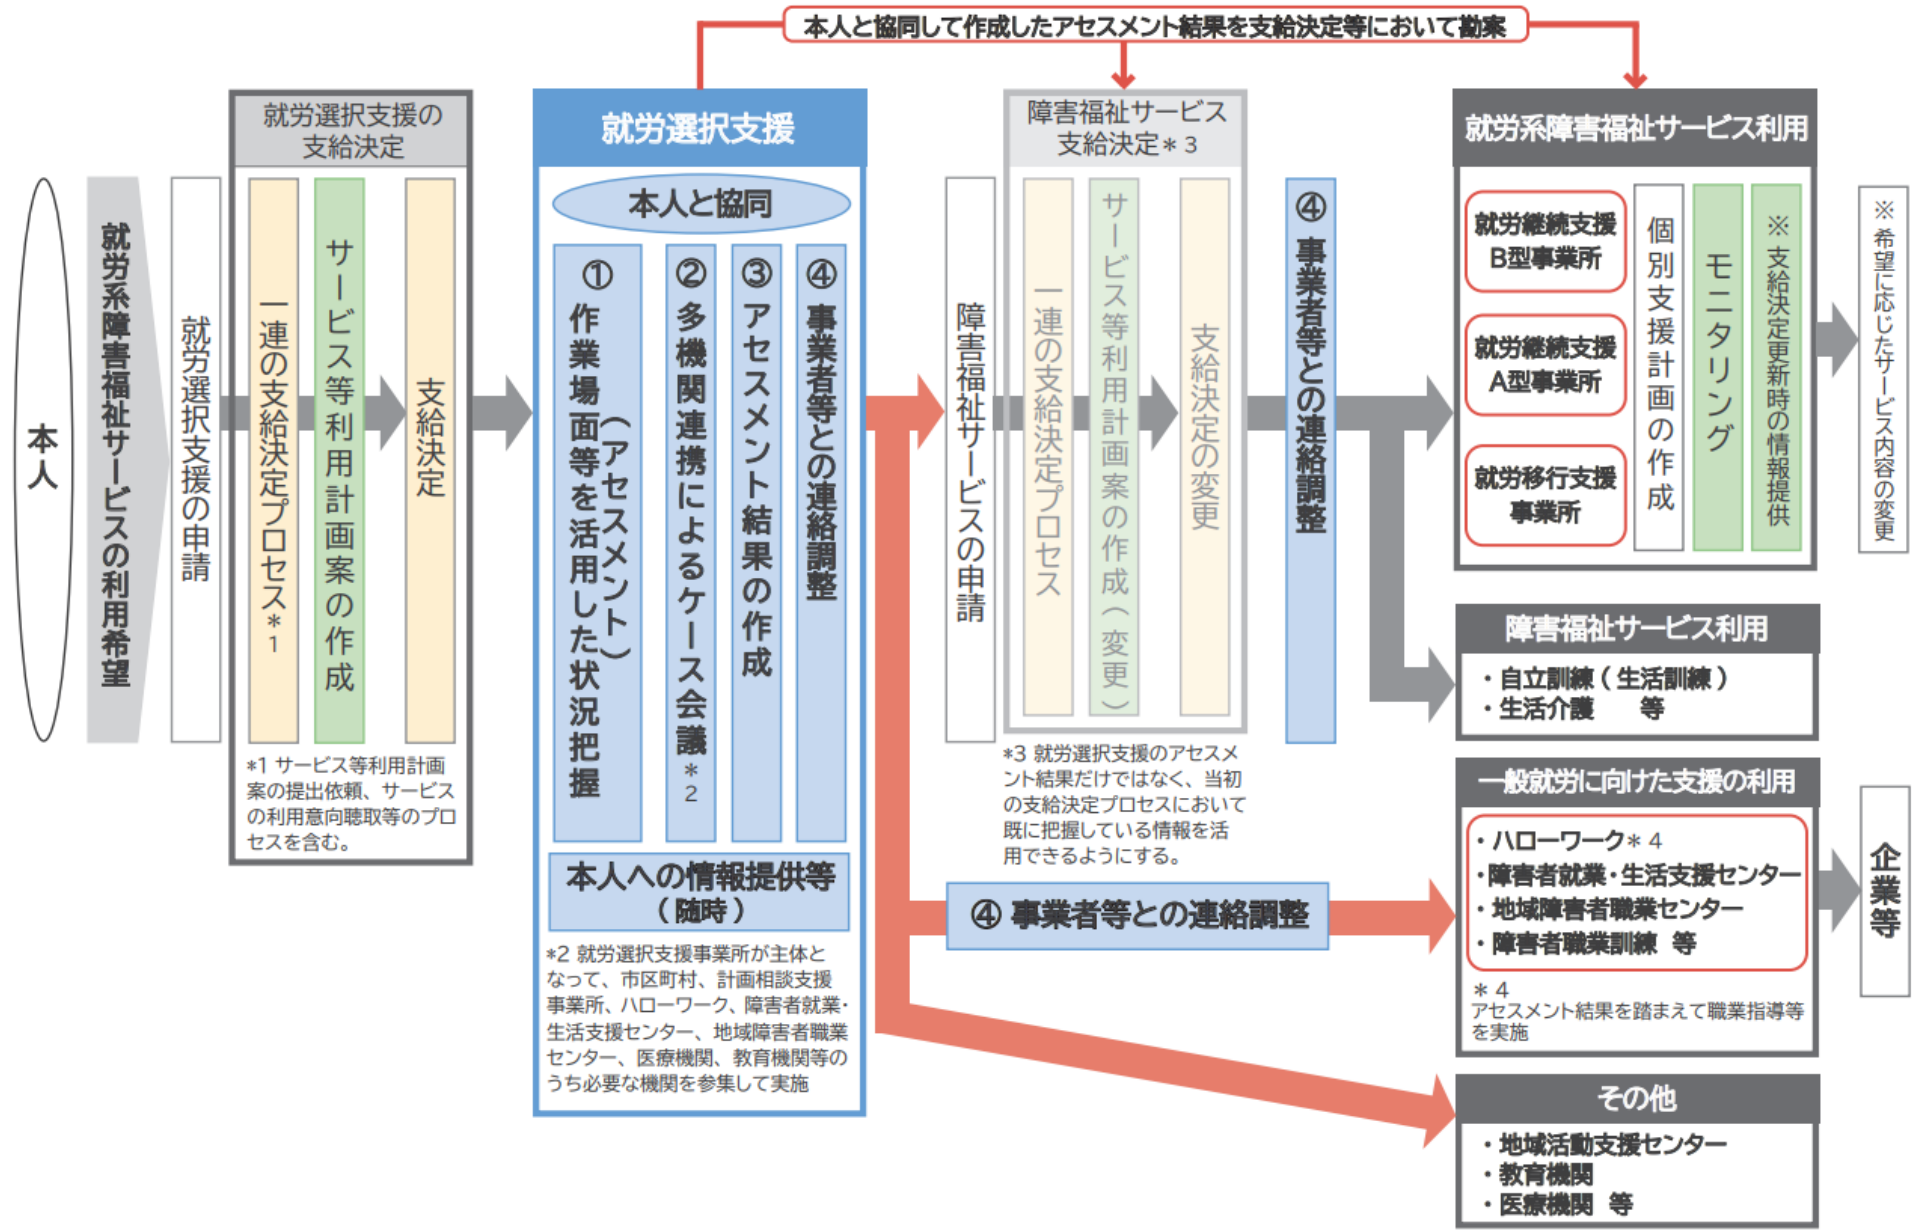 本人と協同して作成したアセスメント結果を支給決定等において勘案
本人
就労系障害福祉サービスの利用希望
就労選択支援の申請
就労選択支援の
支給決定
一連の支給決定プロセス*1
サービス等利用計画案の作成
支給決定
*1 サービス等利用計画
案の提出依頼、サービス
の利用意向聴取等のプロ
セスを含む。
就労選択支援
本人と協同
① 作業場面等を活用した状況把握
（アセスメント）
② 多機関連携によるケース会議*2
③ アセスメント結果の作成
④ 事業者等との連絡調整
本人への情報提供等
（随時）
*2 就労選択支援事業所が主体と
なって、市区町村、計画相談支援
事業所、ハローワーク、障害者就業・
生活支援センター、地域障害者職業
センター、医療機関、教育機関等の
うち必要な機関を参集して実施
障害福祉サービスの申請
障害福祉サービス
支給決定＊3
一連の支給決定プロセス
サービス等利用計画案の作成（変更）
支給決定の変更
*3 就労選択支援のアセスメ
ント結果だけではなく、当初
の支給決定プロセスにおいて
既に把握している情報を活
用できるようにする。
④ 事業者等との連絡調整
④ 事業者等との連絡調整
就労系障害福祉サービス利用
就労継続支援
B型事業所
就労継続支援
A型事業所
就労移行支援
事業所
個別支援計画の作成
モニタリング
※支給決定更新時の情報提供
※希望に応じたサービス内容の変更
障害福祉サービス利用
・自立訓練（生活訓練）
・生活介護　等
一般就労に向けた支援の利用
・ハローワーク＊4
・障害者就業・生活支援センター
・地域障害者職業センター
・障害者職業訓練 等
＊4
アセスメント結果を踏まえて職業指導等
を実施
企業等
その他
・地域活動支援センター
・教育機関
・医療機関 等